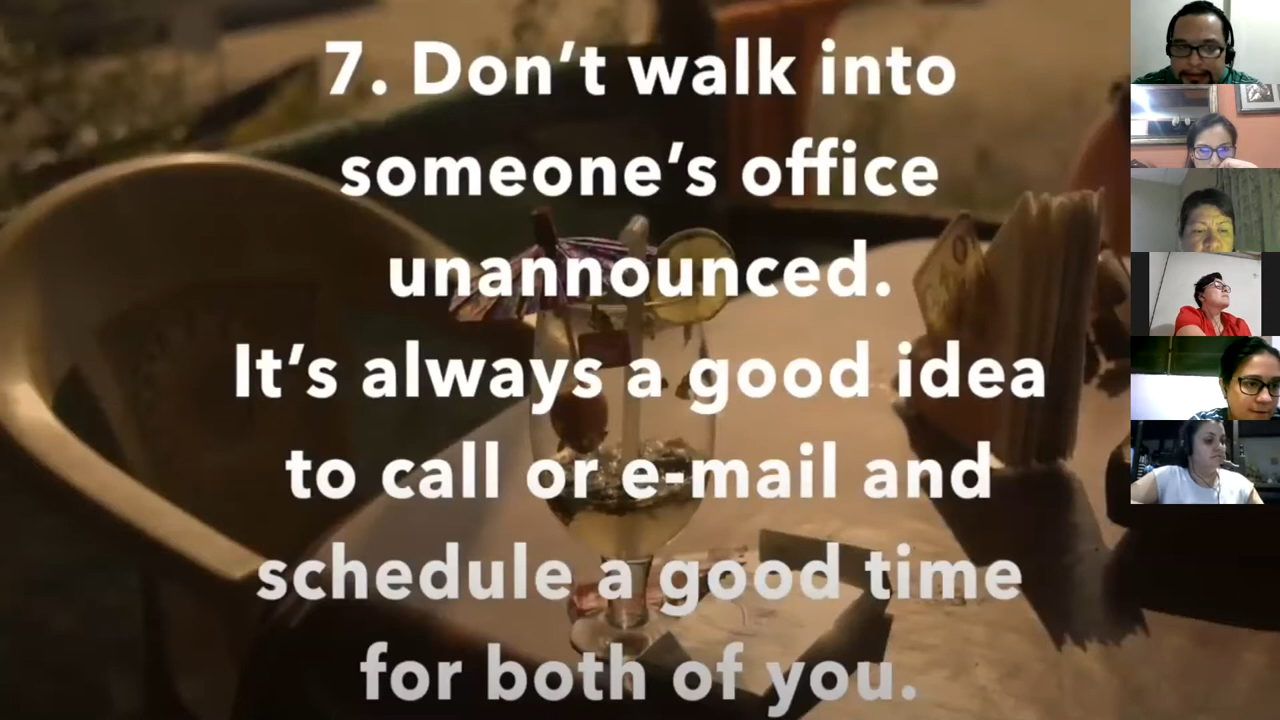 7. Don’t walk into
someone’s office
unannounced.
It’s always a good idea
to call or e-mail and
schedule a good time
for both of you.